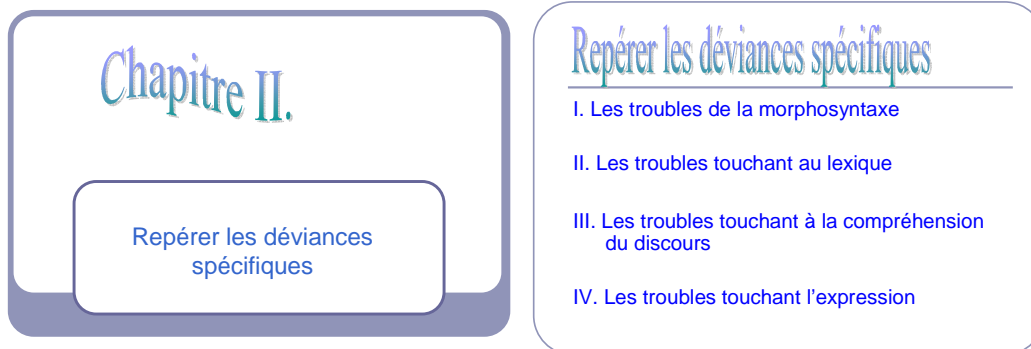 Chapitre II.
Repérer les déviances
spécifiques
Repérer les déviances spécifiques
I. Les troubles de la morphosyntaxe
II. Les troubles touchant au lexique
III. Les troubles touchant à la compréhension
du discours
IV. Les troubles touchant l’expression